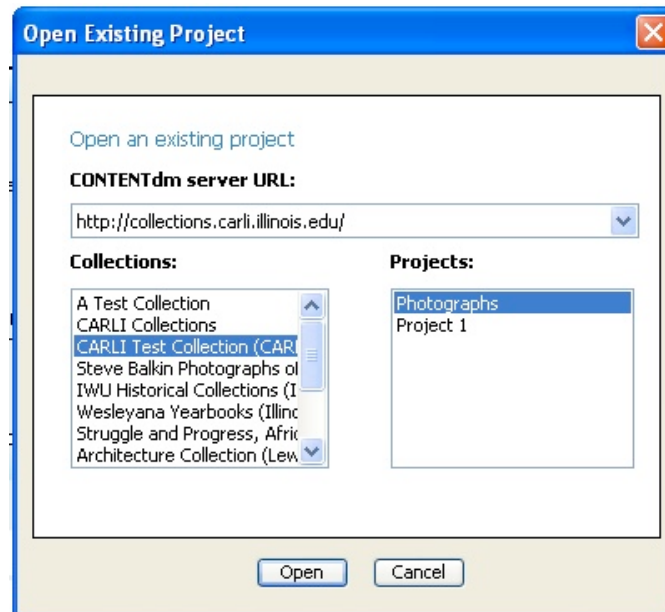 Open Existing Project
Open an existing project
CONTENTdm server URL:
http://collections.carli.illinois.edu/
Collections:
A Test Collection
CARLI Collections
CARLI Test Collection (CARL
Steve Balkin Photographs of
IWU Historical Collections (I
Wesleyana Yearbooks (Illinc
Struggle and Progress, Afric
Architecture Collection (Lew
Projects:
Photographs
Project 1
Open
Cancel